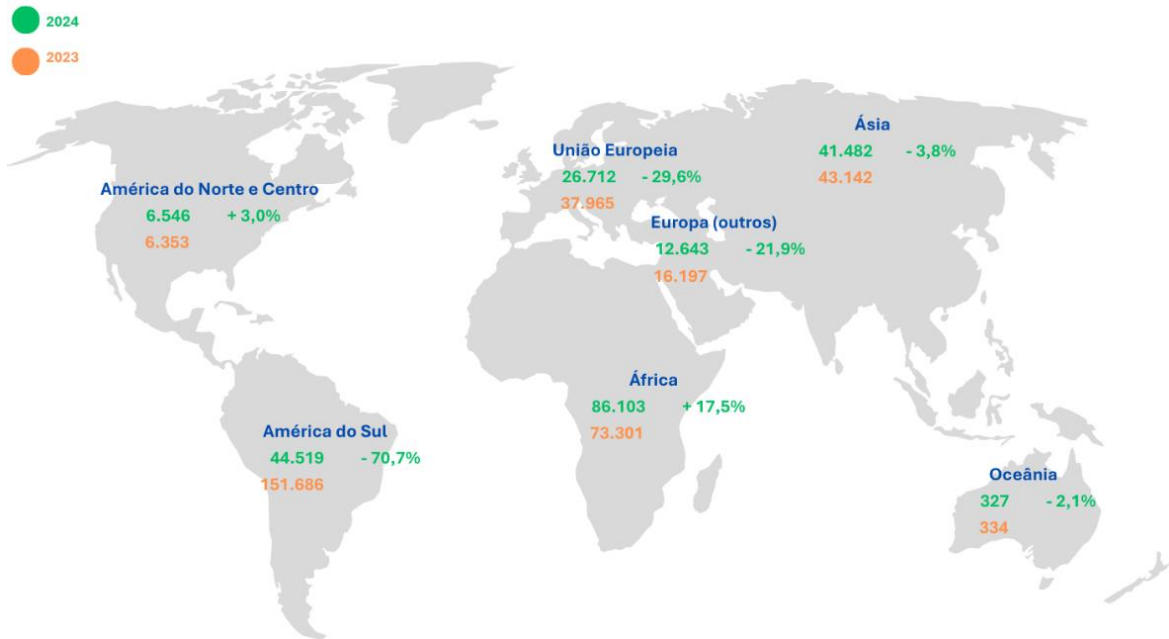 2024
2023
América do Norte e Centro
6.546 + 3,0%
6.353
União Europeia
26.712 - 29,6%
37.965
Ásia
41.482 - 3,8%
43.142
Europa (outros)
12.643 - 21,9%
16.197
África
86.103 + 17,5%
73.301
América do Sul
44.519 - 70,7%
151.686
Oceânia
327 - 2,1%
334